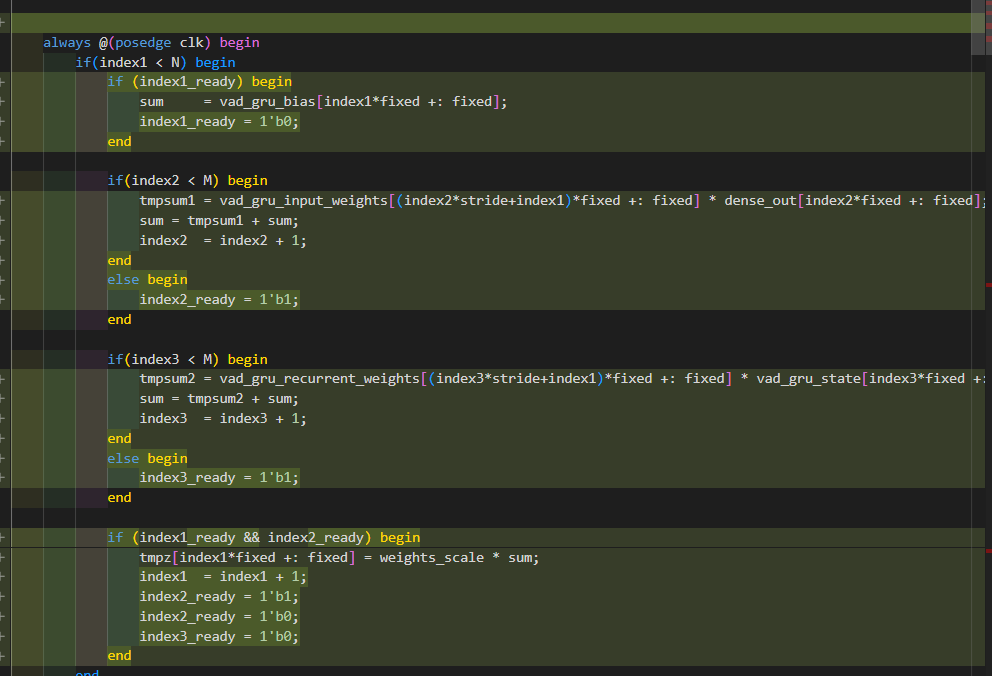 always @(posedge clk) begin
if(index1 < N) begin
if (index1_ready) begin
sum     = vad_gru_bias[index1*fixed +: fixed];
index1_ready = 1'b0;
end
if(index2 < M) begin
tmpsum1 = vad_gru_input_weights[(index2*stride+index1)*fixed +: fixed] * dense_out[index2*fixed +: fixed];
sum = tmpsum1 + sum;
index2  = index2 + 1;
end
else begin
index2_ready = 1'b1;
end
if(index3 < M) begin
tmpsum2 = vad_gru_recurrent_weights[(index3*stride+index1)*fixed +: fixed] * vad_gru_state[index3*fixed +:
sum = tmpsum2 + sum;
index3  = index3 + 1;
end
else begin
index3_ready = 1'b1;
end
if (index1_ready && index2_ready) begin
tmpz[index1*fixed +: fixed] = weights_scale * sum;
index1  = index1 + 1;
index2_ready = 1'b1;
index2_ready = 1'b0;
index3_ready = 1'b0;
end
end